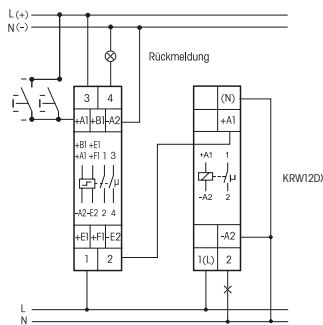 L (+)
N (-)
Rückmeldung
3 4
+A1 +B1 -A2
+B1 +E1
+A1 +F1 1 3
µ
-A2 -E2 2 4
+E1 +F1 -E2
1 2
(N)
+A1
+A1 1
µ
-A2 2
KRW12DX
-A2
1(L) 2
L
N